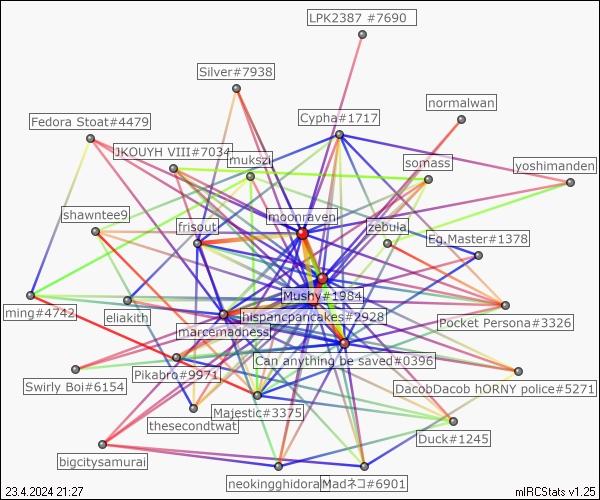 LPK2387 #7690
Silver#7938
normalwan
Fedora Stoat#4479
Cypha#1717
JKOUYH VIII#7034
mukszi
somass
yoshimanden
shawntee9
moonraven
frisout
zebula
Eg.Master#1378
Mushy#1984
ming#4742
eliakith
hispancpancakes#2928
Pocket Persona#3326
marcemadness
Can anything be saved#0396
Pikabro#9971
Swirly Boi#6154
DacobDacob hORNY police#5271
Majestic#3375
thesecondtwat
Duck#1245
bigcitysamurai
neokingghidora
Madネコ#6901
23.4.2024 21:27
mIRCStats v1.25